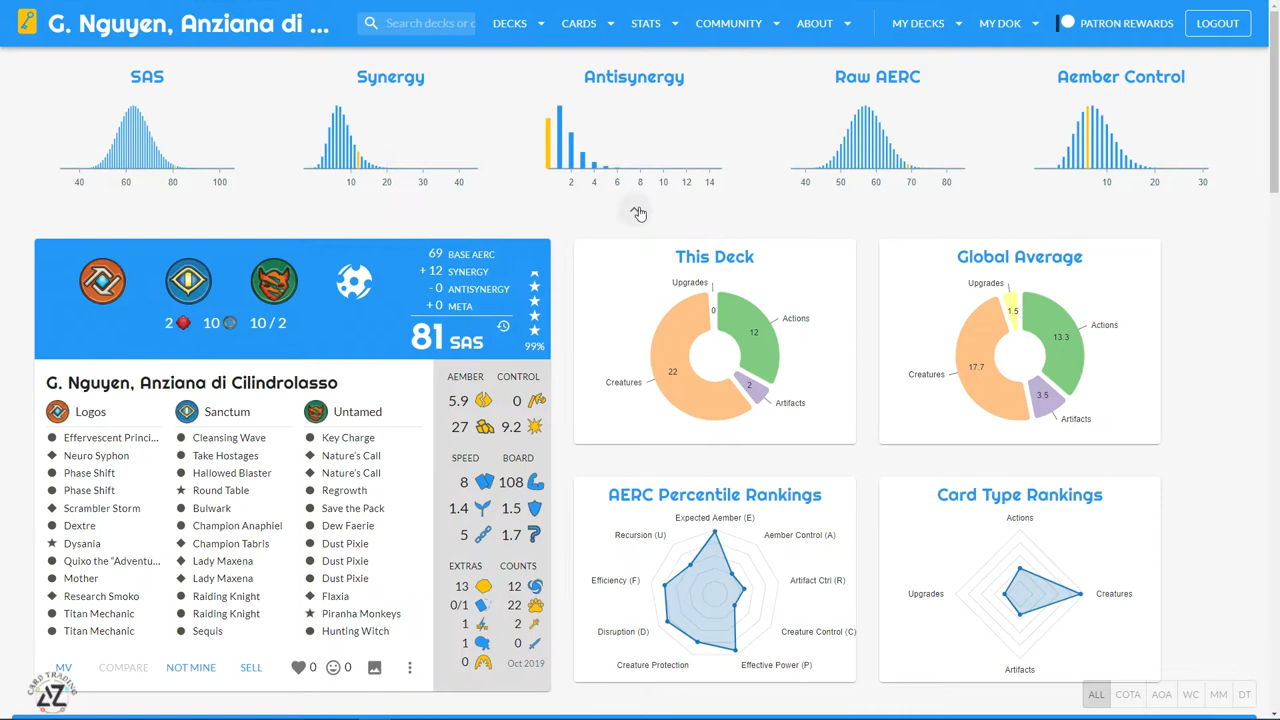 G. Nguyen, Anziana di ...
Search decks or c
DECKS
CARDS
STATS
COMMUNITY
ABOUT
MY DECKS
MY DOK
PATRON REWARDS
LOGOUT
SAS
Synergy
Antisynergy
Raw AERC
Aember Control
40 60 80 100
10 20 30 40
2 4 6 8 10 12 14
40 50 60 70 80
10 20 30
2 10 10 / 2
69 BASE AERC
+ 12 SYNERGY
- 0 ANTISYNERGY
+ 0 META
81 SAS
99%
G. Nguyen, Anziana di Cilindrolasso
Logos
Effervescent Princi...
Neuro Syphon
Phase Shift
Phase Shift
Scrambler Storm
Dextre
Dysania
Quixo the "Adventu...
Mother
Research Smoko
Titan Mechanic
Titan Mechanic
Sanctum
Cleansing Wave
Take Hostages
Hallowed Blaster
Round Table
Bulwark
Champion Anaphiel
Champion Tabris
Lady Maxena
Lady Maxena
Raiding Knight
Raiding Knight
Sequis
Untamed
Key Charge
Nature's Call
Nature's Call
Regrowth
Save the Pack
Dew Faerie
Dust Pixie
Dust Pixie
Dust Pixie
Flaxia
Piranha Monkeys
Hunting Witch
MV
COMPARE
NOT MINE
SELL
0
0
AEMBER CONTROL
5.9 0
27 9.2
SPEED BOARD
8 108
1.4 1.5
5 1.7
EXTRAS COUNTS
13 12
0/1 22
1 2
1 0
0 Oct 2019
This Deck
Upgrades
0
Actions
12
Creatures
22
2
Artifacts
Global Average
Upgrades
1.5
Actions
13.3
Creatures
17.7
3.5
Artifacts
AERC Percentile Rankings
Expected Aember (E)
Recursion (U)
Aember Control (A)
Efficiency (F)
Artifact Ctrl (R)
Disruption (D)
Creature Control (C)
Creature Protection
Effective Power (P)
Card Type Rankings
Actions
Upgrades
Creatures
Artifacts
ALL COTA AOA WC MM DT
CARD TRADING
AZ